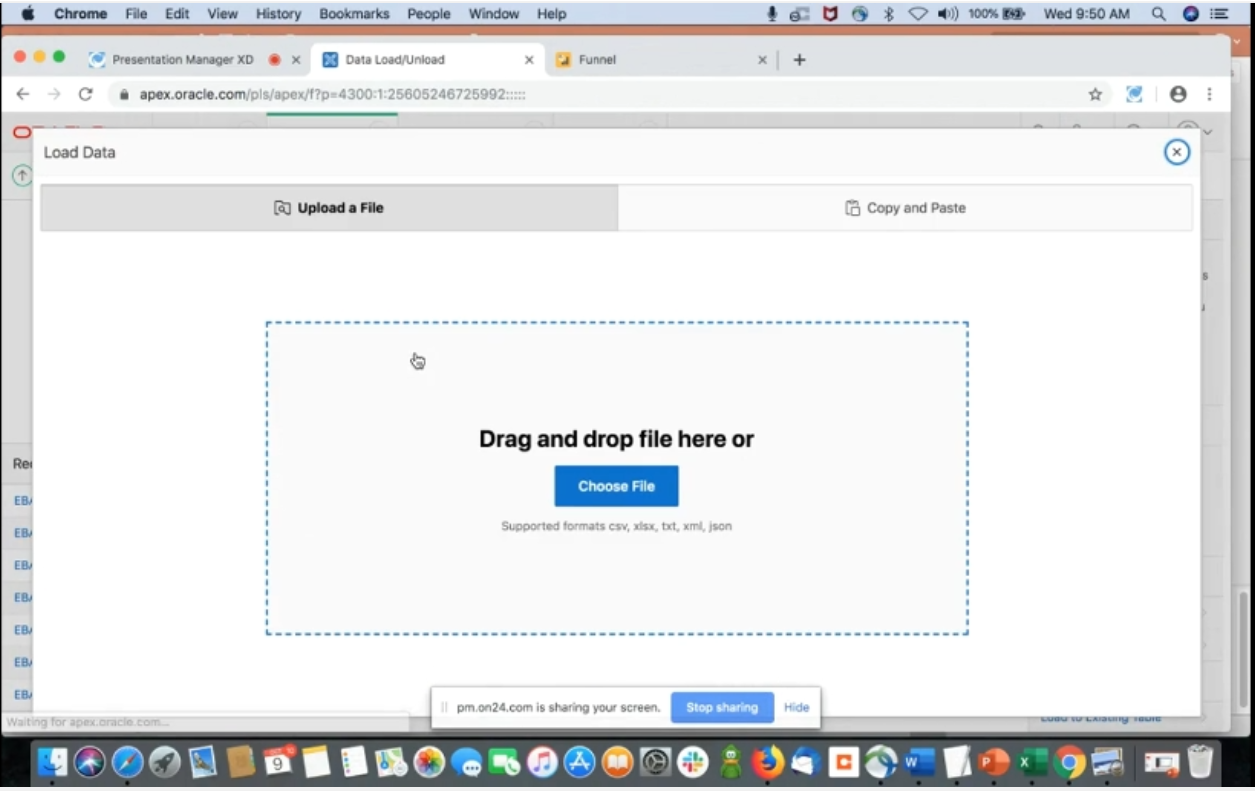 Chrome File Edit View History Bookmarks People Window Help 100% Wed 9:50 AM
Presentation Manager XD Data Load/Unload Funnel
apex.oracle.com/pls/apex/f?p=4300:1:25605246725992:::::
Load Data
Upload a File Copy and Paste
Drag and drop file here or
Choose File
Supported formats csv, xlsx, txt, xml, json
EB
EB
EB
EB
EB
EB
EB
pm.on24.com is sharing your screen. Stop sharing Hide
Waiting for apex.oracle.com...
Load to Existing Table